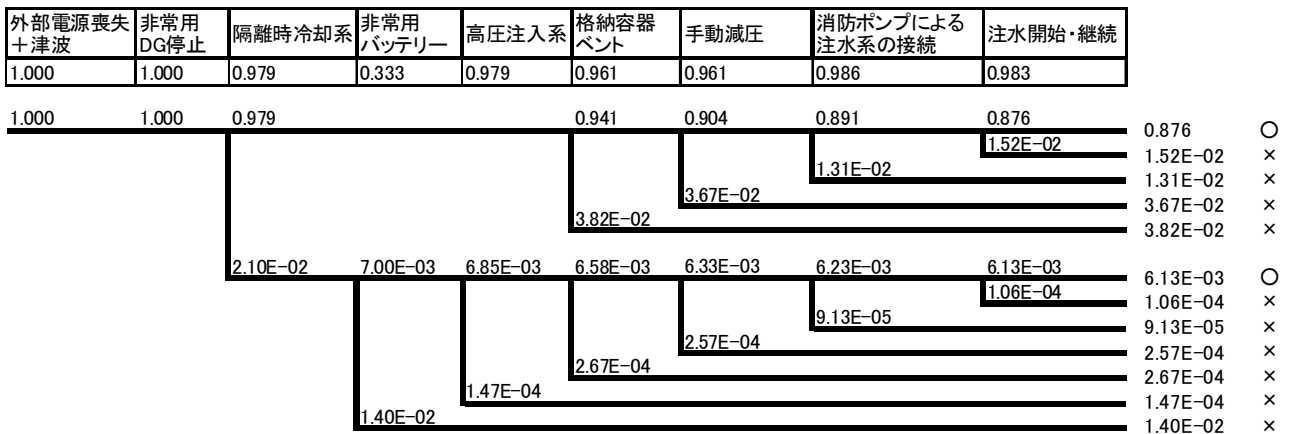 外部電源喪失＋津波 非常用DG停止 隔離時冷却系 非常用バッテリー 高圧注入系 格納容器ベント 手動減圧 消防ポンプによる注水系の接続 注水開始・継続
1.000 1.000 0.979 0.333 0.979 0.961 0.961 0.986 0.983
1.000 1.000 0.979 0.941 0.904 0.891 0.876
0.876 ○
1.52E-02
1.52E-02 ×
1.31E-02
1.31E-02 ×
3.67E-02
3.67E-02 ×
3.82E-02
3.82E-02 ×
2.10E-02 7.00E-03 6.85E-03 6.58E-03 6.33E-03 6.23E-03 6.13E-03
6.13E-03 ○
1.06E-04
1.06E-04 ×
9.13E-05
9.13E-05 ×
2.57E-04
2.57E-04 ×
2.67E-04
2.67E-04 ×
1.47E-04
1.47E-04 ×
1.40E-02
1.40E-02 ×